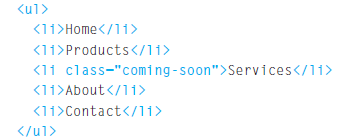 <ul>
<li>Home</li>
<li>Products</li>
<li class="coming-soon">Services</li>
<li>About</li>
<li>Contact</li>
</ul>